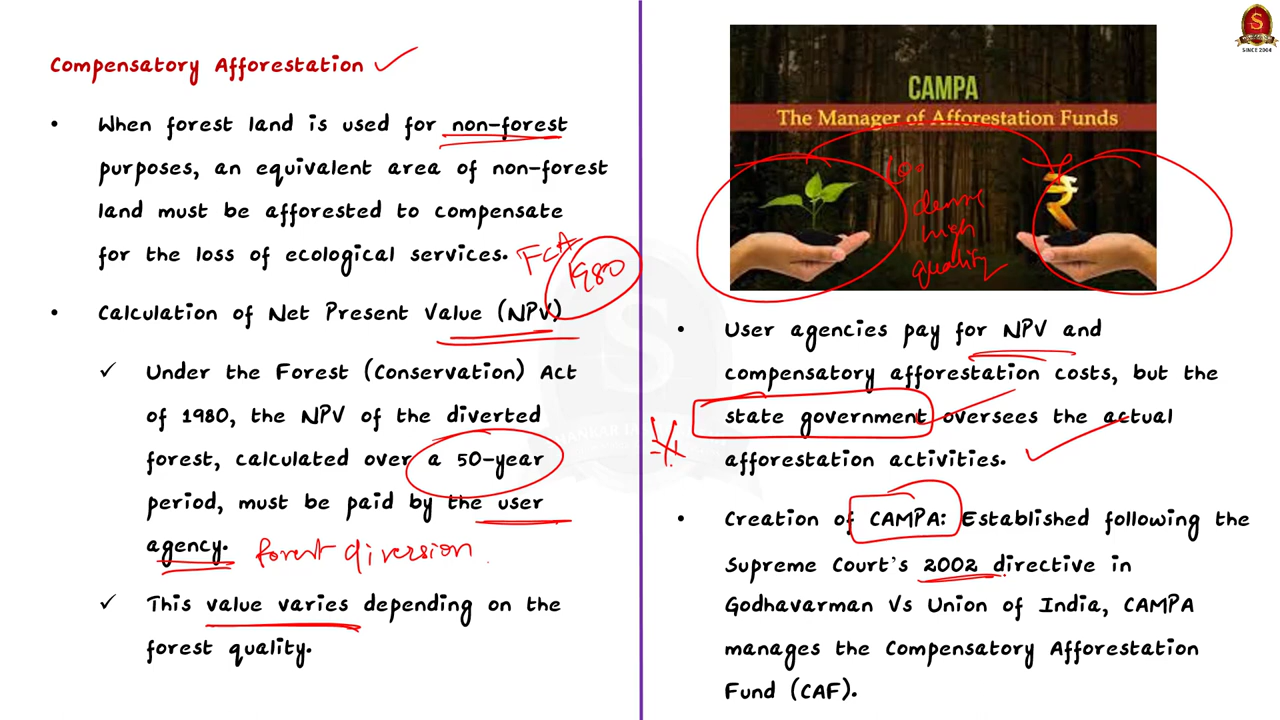 Compensatory Afforestation
• When forest land is used for non-forest
purposes, an equivalent area of non-forest
land must be afforested to compensate
for the loss of ecological services.
FCA
1980
• Calculation of Net Present Value (NPV)
✓ Under the Forest (Conservation) Act
of 1980, the NPV of the diverted
forest, calculated over a 50-year
period, must be paid by the user
agency.
forest diversion
✓ This value varies depending on the
forest quality.
S
SINCE 2004
CAMPA
The Manager of Afforestation Funds
dense
high
quality
• User agencies pay for NPV and
compensatory afforestation costs, but the
state government oversees the actual
afforestation activities.
• Creation of CAMPA: Established following the
Supreme Court's 2002 directive in
Godhavarman Vs Union of India, CAMPA
manages the Compensatory Afforestation
Fund (CAF).